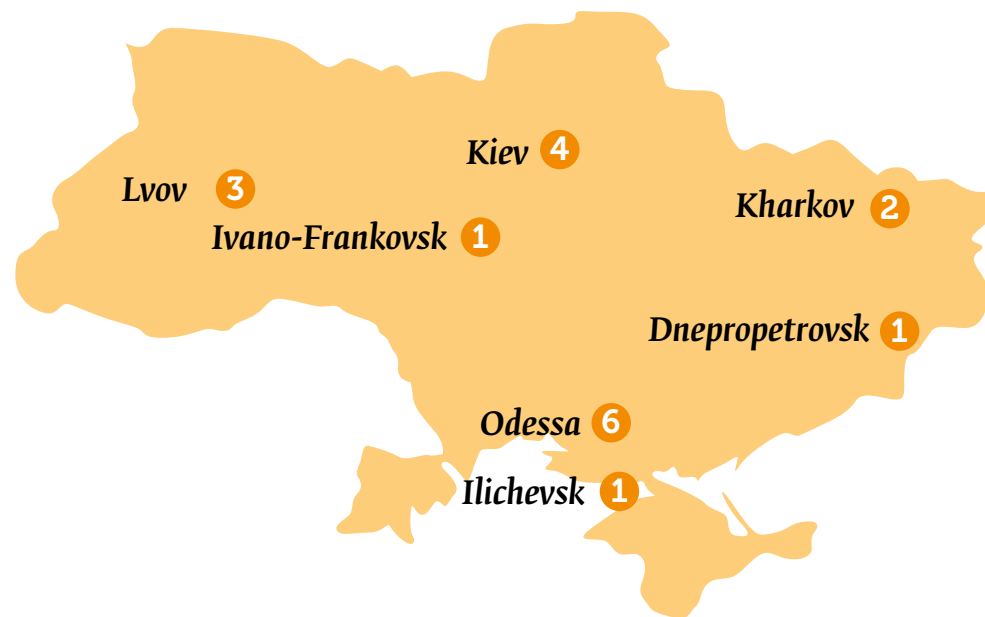 Kiev 4
Lvov 3
Kharkov 2
Ivano-Frankovsk 1
Dnepropetrovsk 1
Odessa 6
Ilichevsk 1